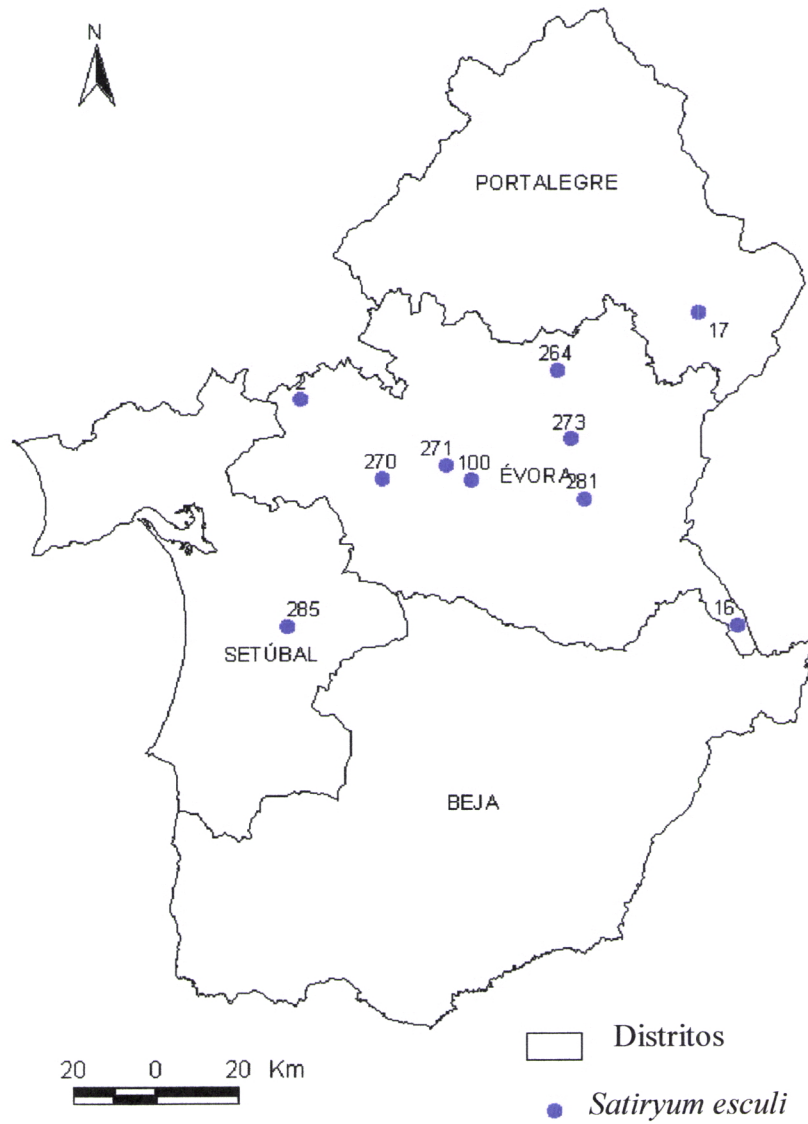 N
PORTALEGRE
17
264
2
273
271
270
100
ÉVORA
281
16
285
SETÚBAL
BEJA
20 0 20 Km
Distritos
Satiryum esculi